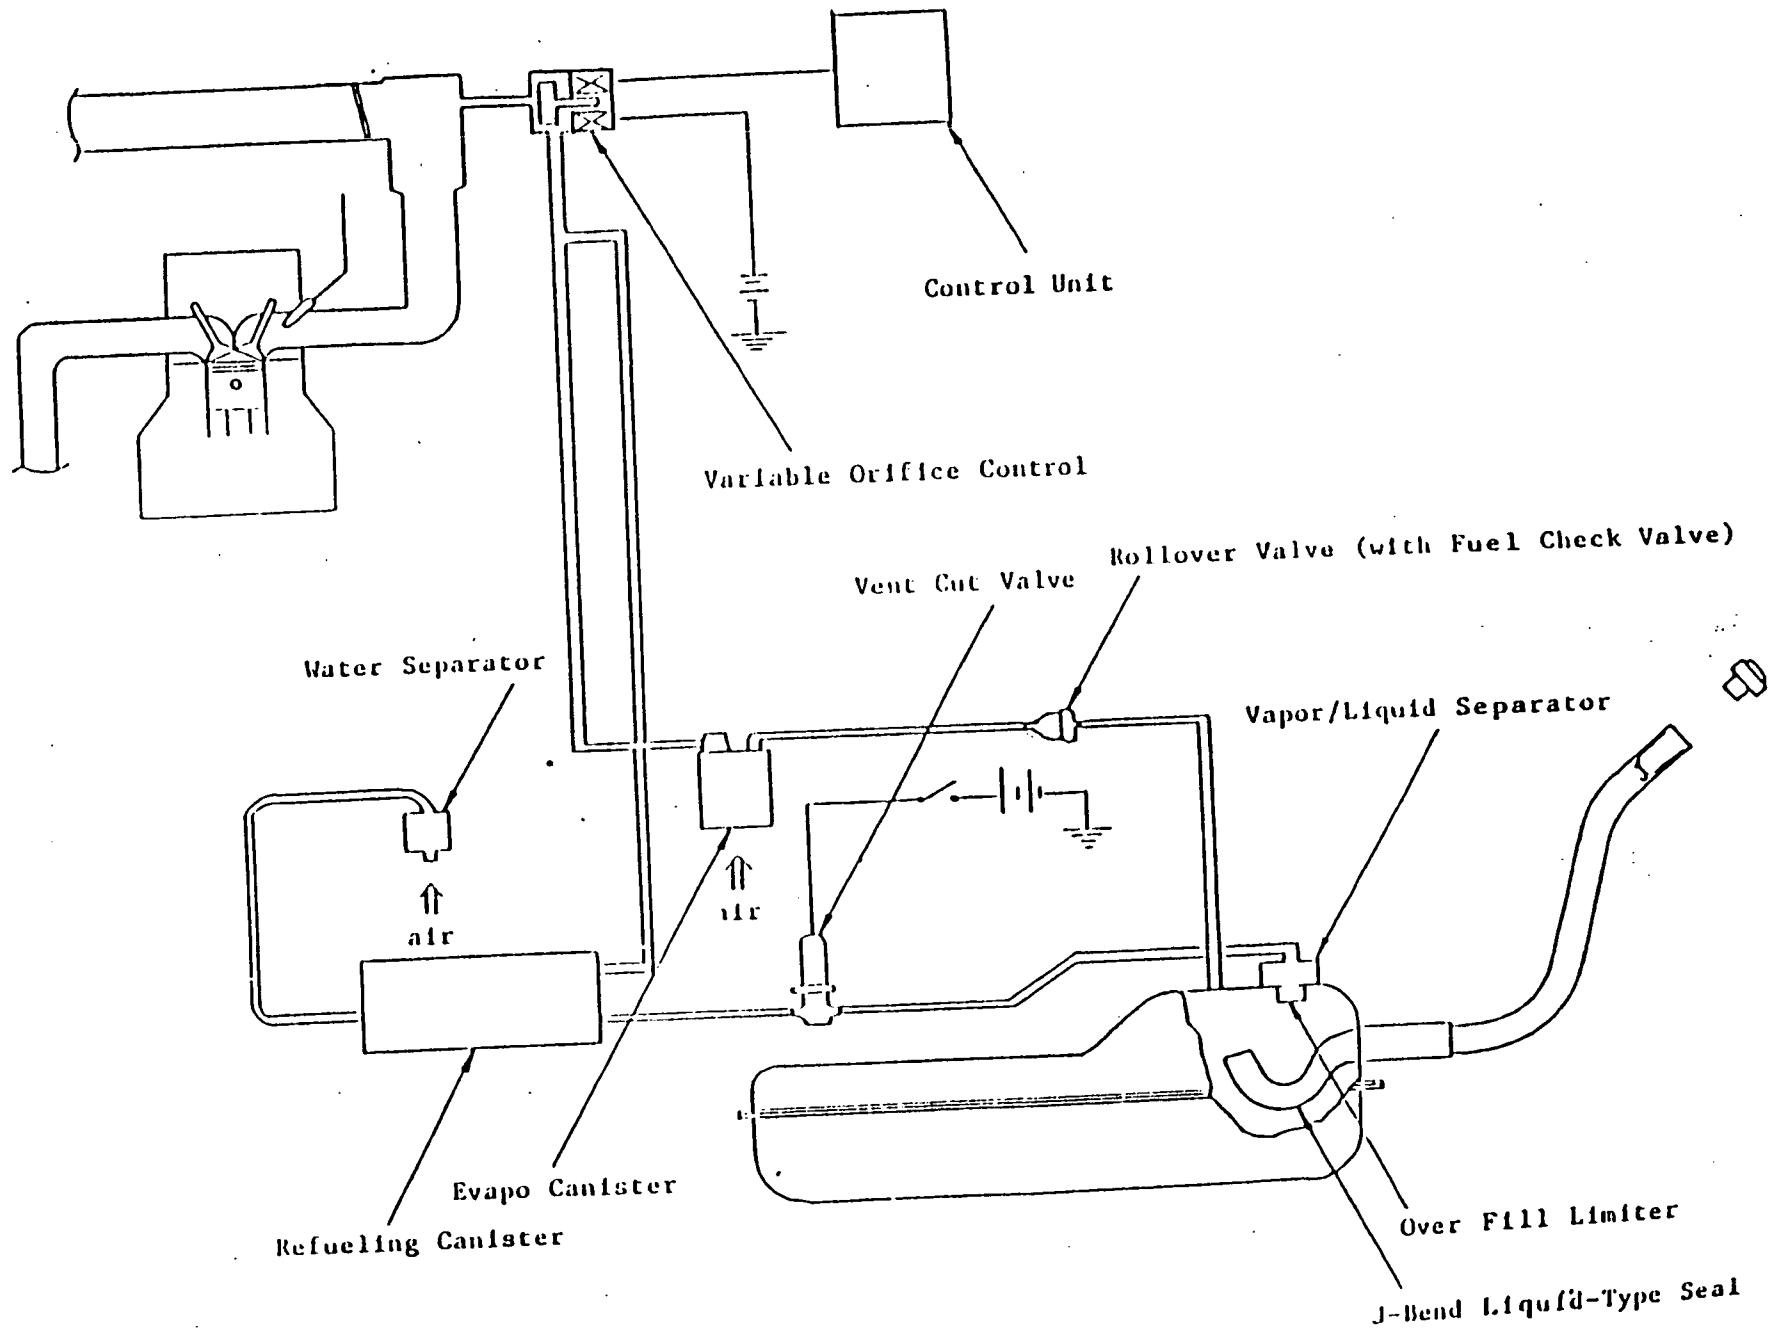 Control Unit
Variable Orifice Control
Rollover Valve (with Fuel Check Valve)
Vent Cut Valve
Water Separator
Vapor/Liquid Separator
air
air
Evapo Canister
Refueling Canister
Over Fill Limiter
J-Bend Liquid-Type Seal